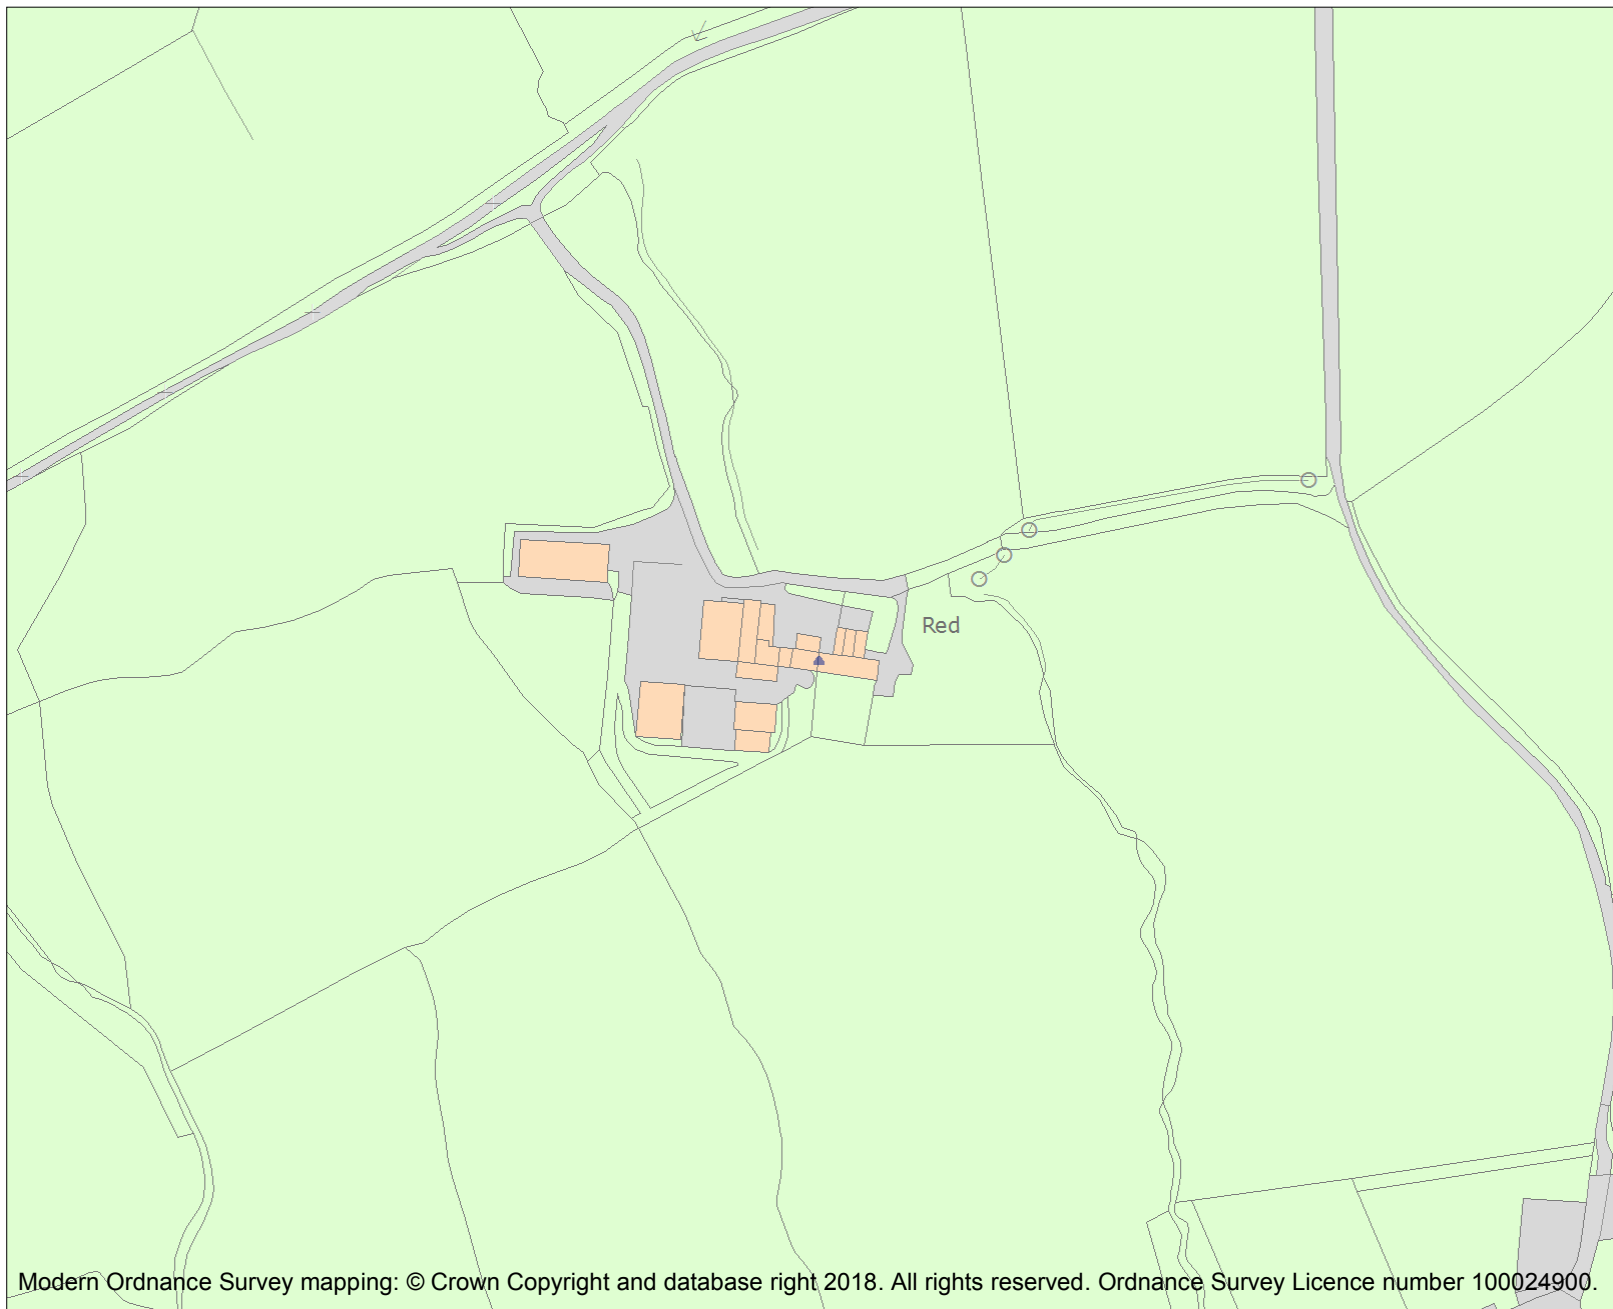 Red
Modern Ordnance Survey mapping: © Crown Copyright and database right 2018. All rights reserved. Ordnance Survey Licence number 100024900.